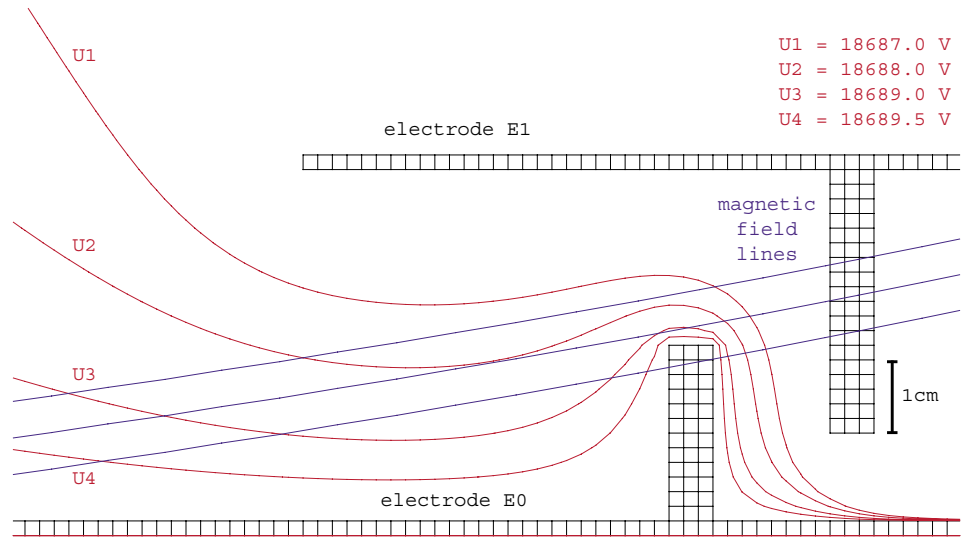 U1
U1 = 18687.0 V
U2 = 18688.0 V
U3 = 18689.0 V
U4 = 18689.5 V
electrode E1
magnetic
field
lines
U2
U3
1cm
U4
electrode E0